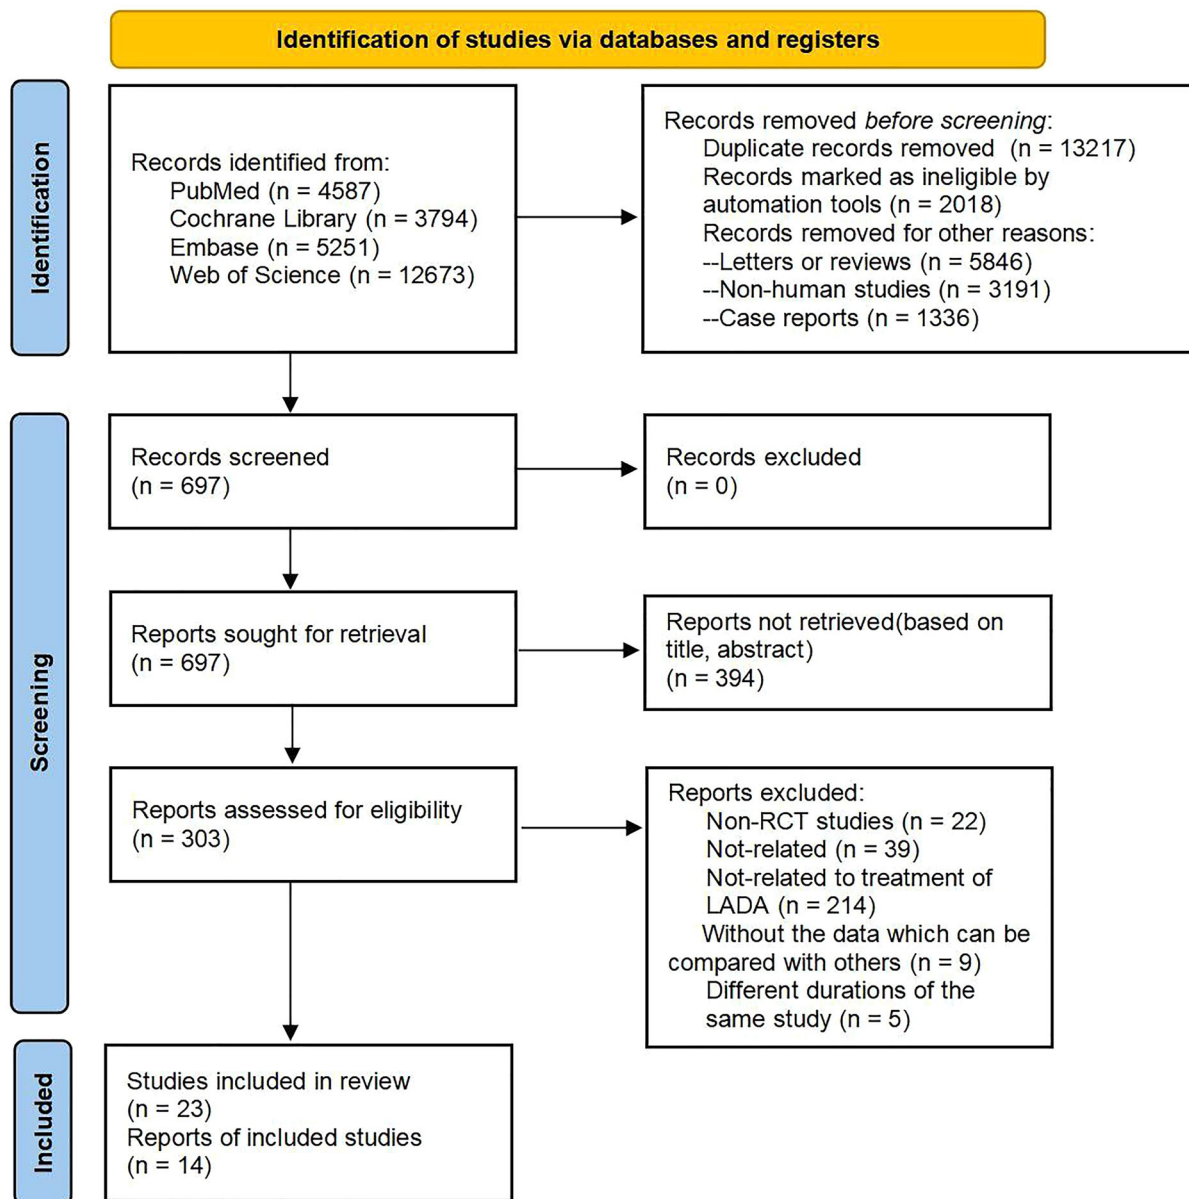 Identification of studies via databases and registers
Identification
Records identified from:
PubMed (n = 4587)
Cochrane Library (n = 3794)
Embase (n = 5251)
Web of Science (n = 12673)
Records removed before screening:
Duplicate records removed (n = 13217)
Records marked as ineligible by
automation tools (n = 2018)
Records removed for other reasons:
--Letters or reviews (n = 5846)
--Non-human studies (n = 3191)
--Case reports (n = 1336)
Screening
Records screened
(n = 697)
Records excluded
(n = 0)
Reports sought for retrieval
(n = 697)
Reports not retrieved(based on
title, abstract)
(n = 394)
Reports assessed for eligibility
(n = 303)
Reports excluded:
Non-RCT studies (n = 22)
Not-related (n = 39)
Not-related to treatment of
LADA (n = 214)
Without the data which can be
compared with others (n = 9)
Different durations of the
same study (n = 5)
Included
Studies included in review
(n = 23)
Reports of included studies
(n = 14)